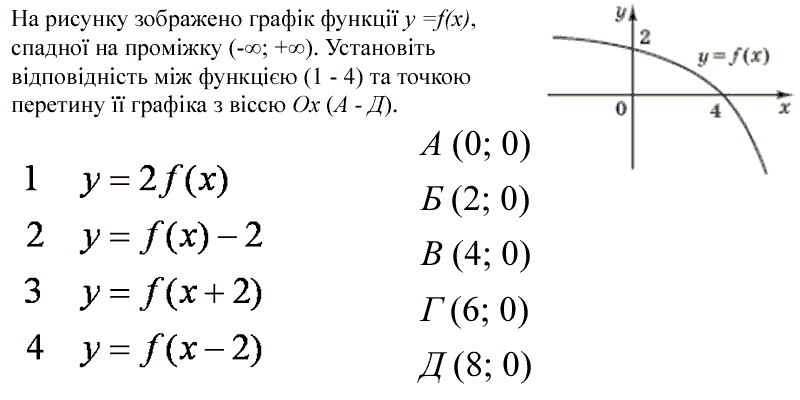 На рисунку зображено графік функції y =f(x),
спадної на проміжку (-∞; +∞). Установіть
відповідність між функцією (1 - 4) та точкою
перетину її графіка з віссю Ox (А - Д).
y
2
y = f(x)
0
4
x
1 y = 2f(x)
2 y = f(x) – 2
3 y = f(x + 2)
4 y = f(x – 2)
А (0; 0)
Б (2; 0)
В (4; 0)
Г (6; 0)
Д (8; 0)